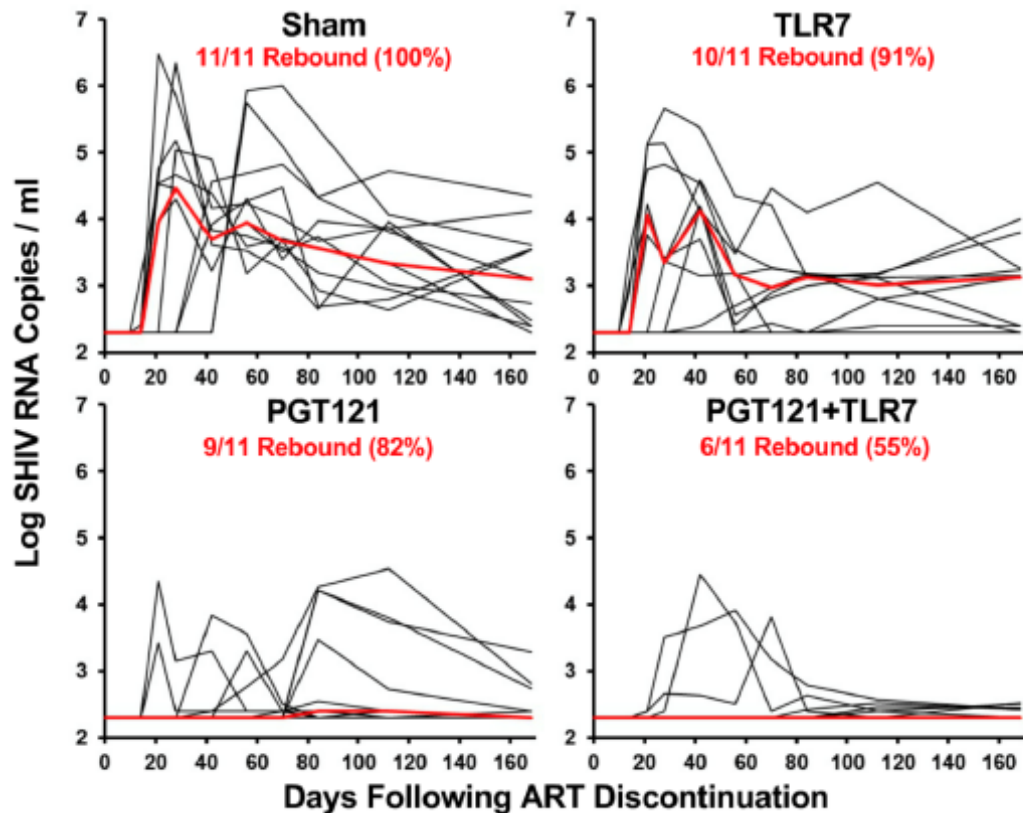 Sham
11/11 Rebound (100%)
TLR7
10/11 Rebound (91%)
7
6
5
4
3
2
0 20 40 60 80 100 120 140 160
7
6
5
4
3
2
0 20 40 60 80 100 120 140 160
PGT121
9/11 Rebound (82%)
PGT121+TLR7
6/11 Rebound (55%)
7
6
5
4
3
2
0 20 40 60 80 100 120 140 160
7
6
5
4
3
2
0 20 40 60 80 100 120 140 160
Log SHIV RNA Copies / ml
Days Following ART Discontinuation